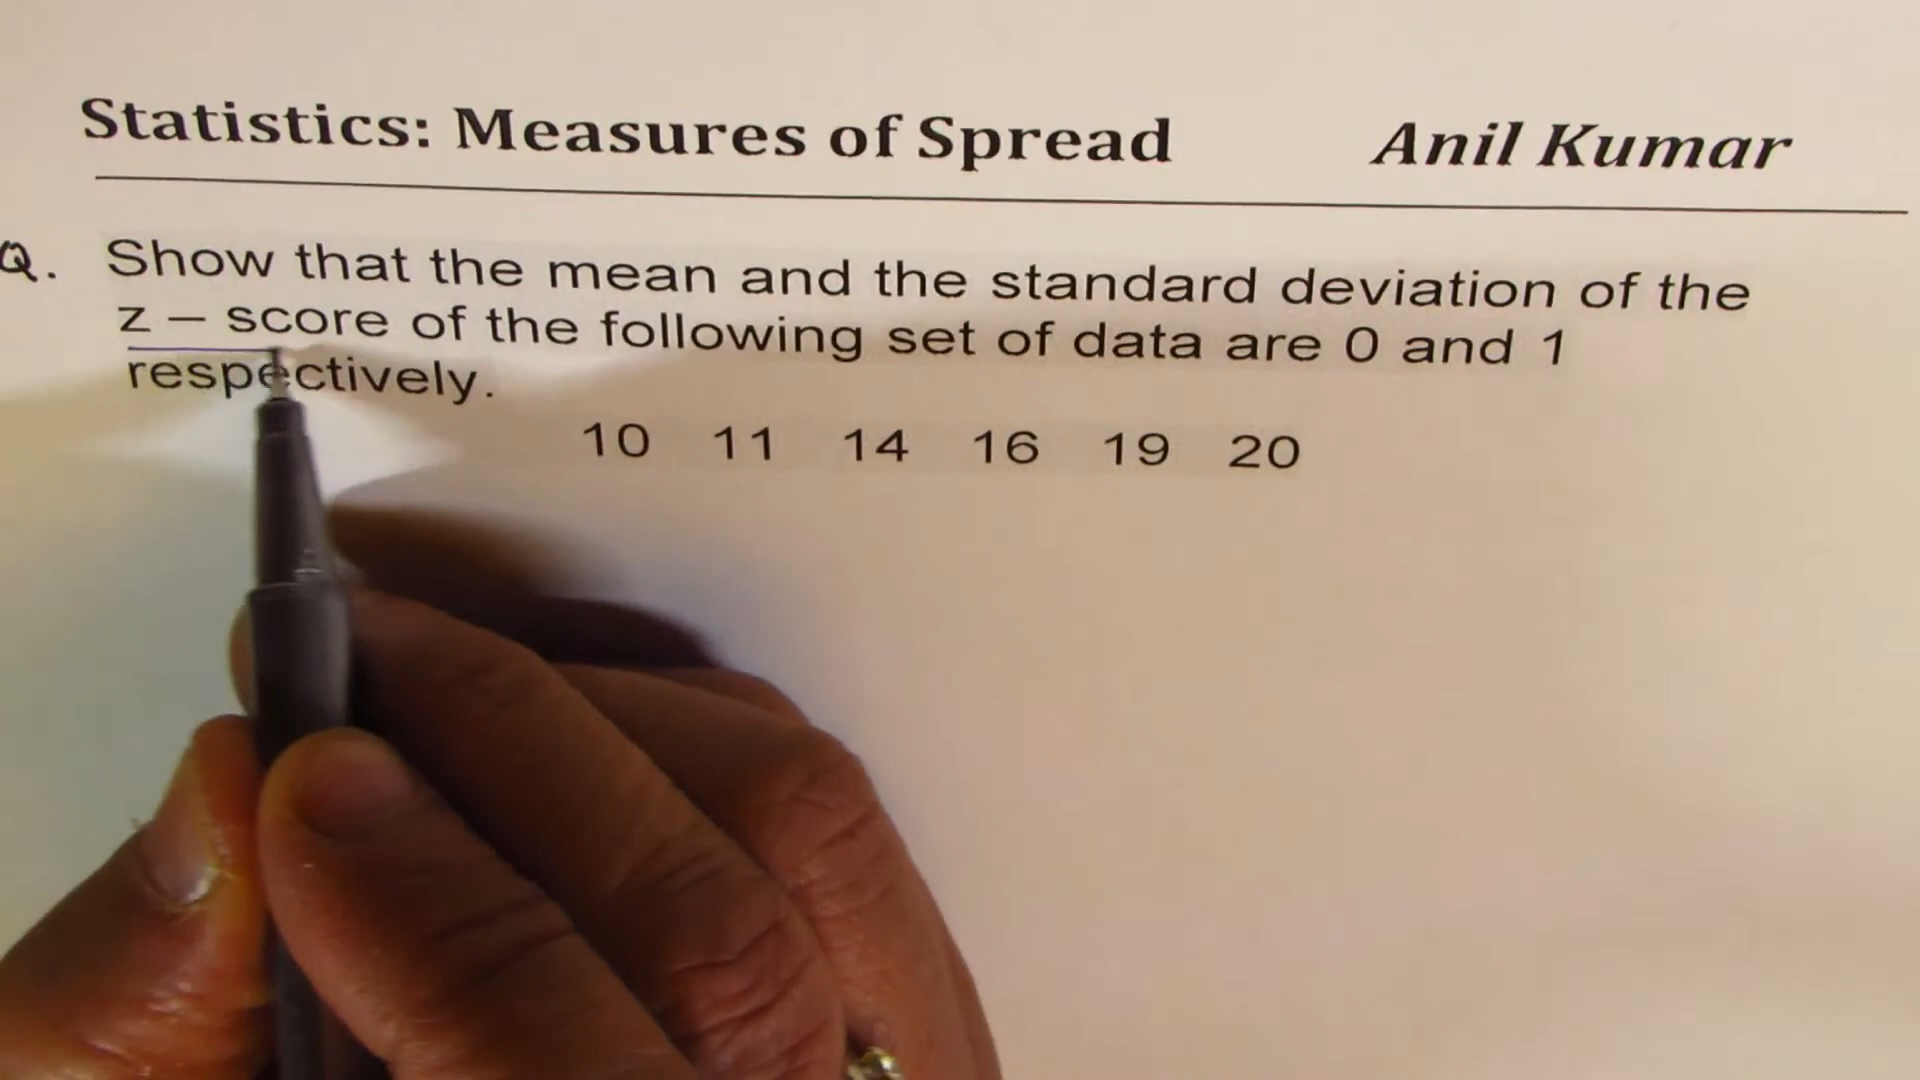 Statistics: Measures of Spread Anil Kumar
Q. Show that the mean and the standard deviation of the
z – score of the following set of data are 0 and 1
respectively.
10 11 14 16 19 20